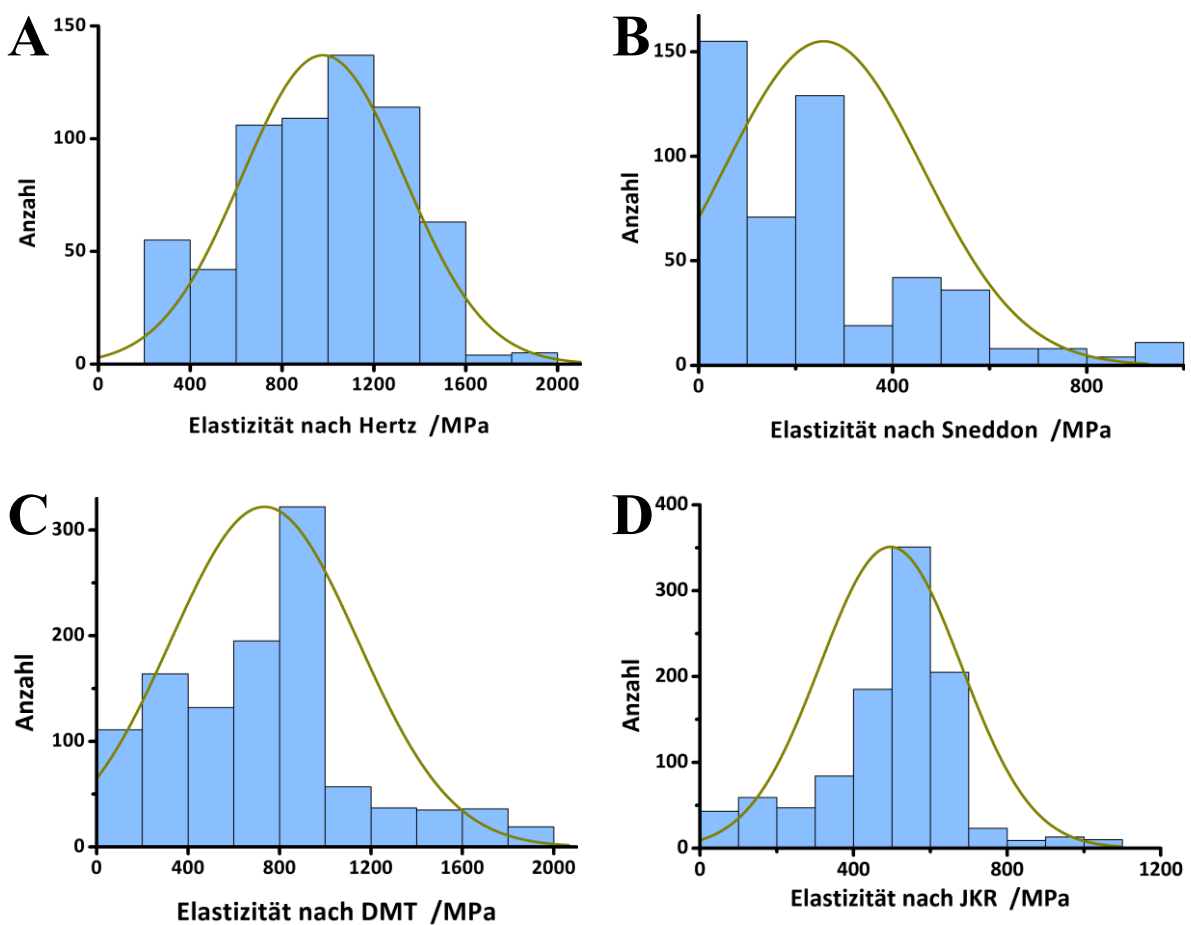 A
150
100
50
0
Anzahl
0 400 800 1200 1600 2000
Elastizität nach Hertz /MPa
B
150
100
50
0
Anzahl
0 400 800
Elastizität nach Sneddon /MPa
C
300
200
100
0
Anzahl
0 400 800 1200 1600 2000
Elastizität nach DMT /MPa
D
400
300
200
100
0
Anzahl
0 400 800 1200
Elastizität nach JKR /MPa